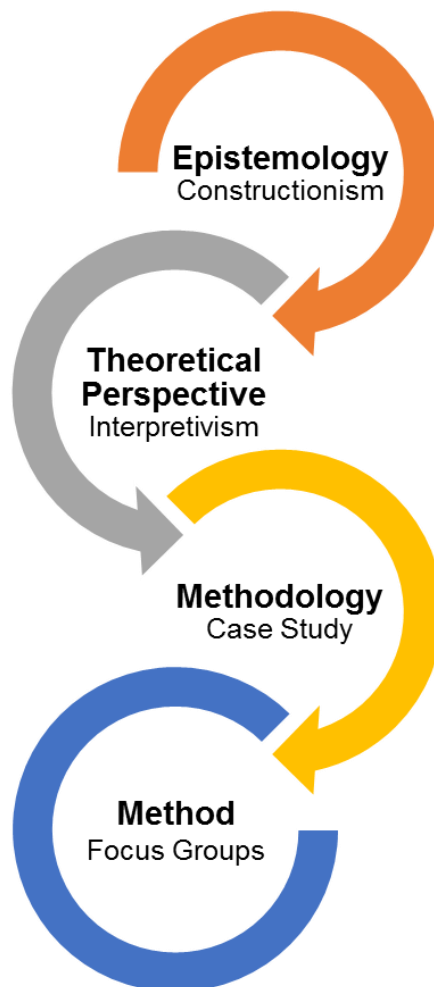 Epistemology
Constructionism
Theoretical
Perspective
Interpretivism
Methodology
Case Study
Method
Focus Groups